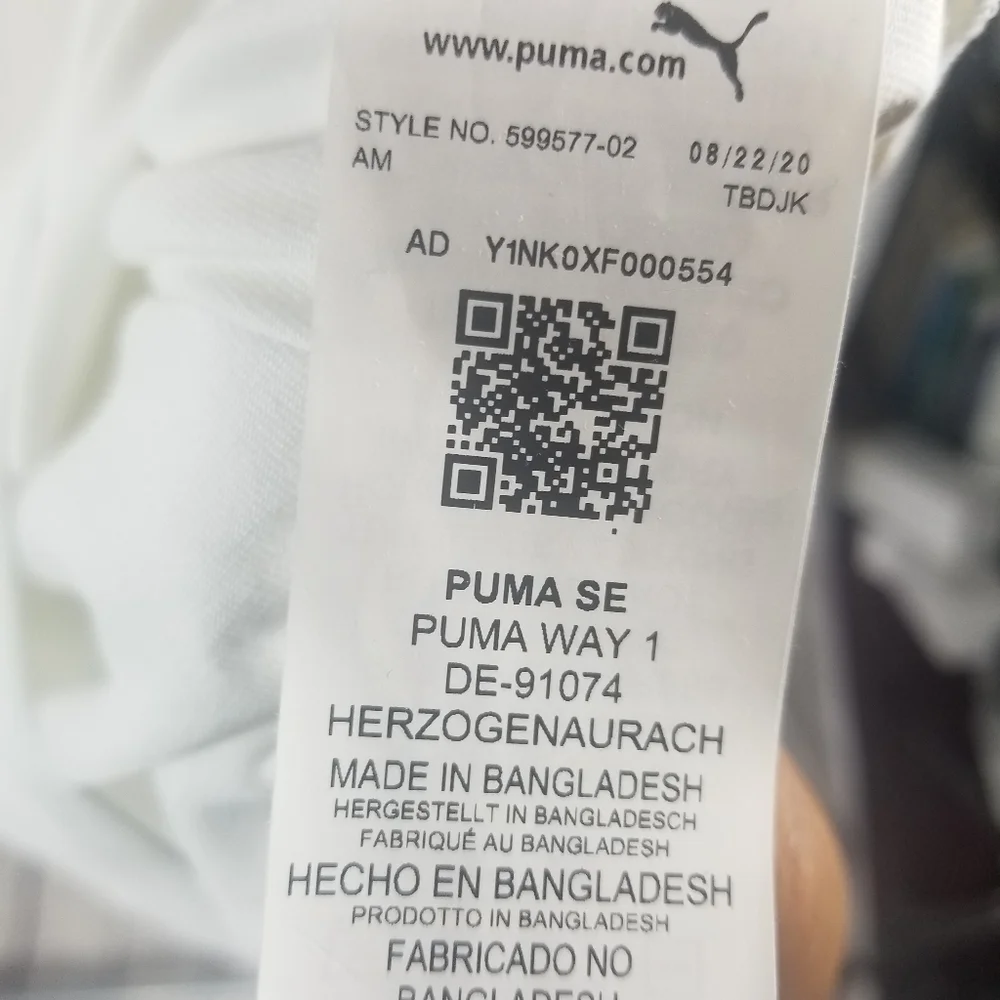 www.puma.com
STYLE NO. 599577-02 08/22/20
AM TBDJK
AD Y1NK0XF000554
PUMA SE
PUMA WAY 1
DE-91074
HERZOGENAURACH
MADE IN BANGLADESH
HERGESTELLT IN BANGLADESCH
FABRIQUÉ AU BANGLADESH
HECHO EN BANGLADESH
PRODOTTO IN BANGLADESH
FABRICADO NO
BANGLADESH